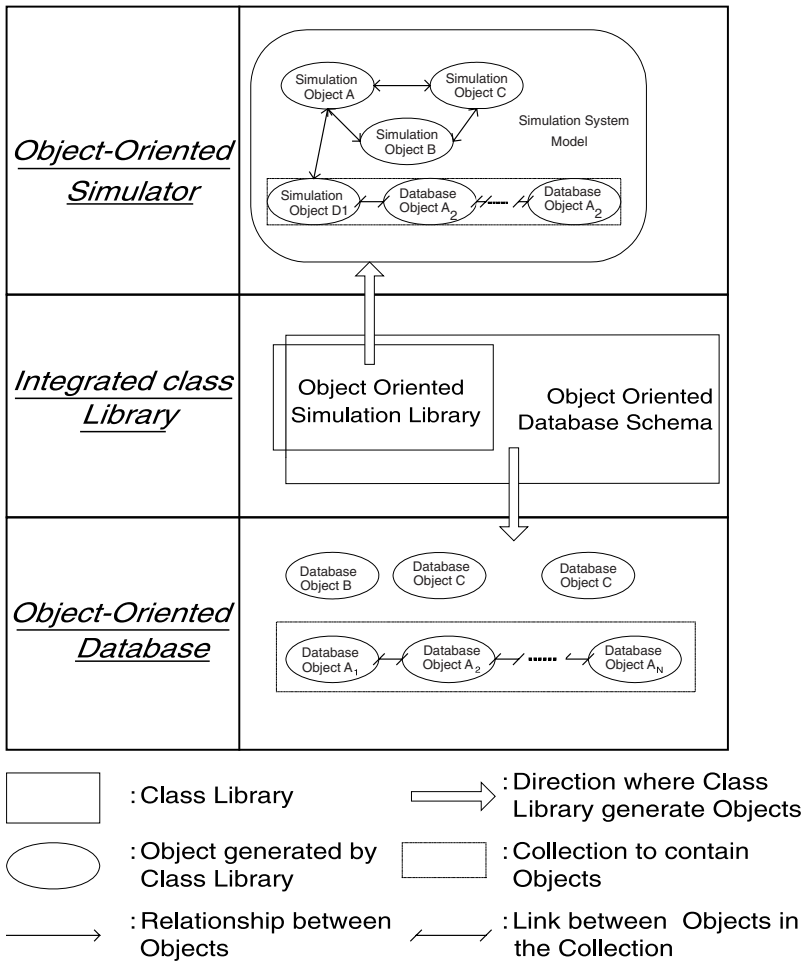 Object-Oriented
Simulator
Simulation
Object A
Simulation
Object C
Simulation
Object B
Simulation System
Model
Simulation
Object D1
Database
Object A2
Database
Object A2
Integrated class
Library
Object Oriented
Simulation Library
Object Oriented
Database Schema
Object-Oriented
Database
Database
Object B
Database
Object C
Database
Object C
Database
Object A1
Database
Object A2
Database
Object AN
: Class Library
: Direction where Class
Library generate Objects
: Object generated by
Class Library
: Collection to contain
Objects
: Relationship between
Objects
: Link between Objects in
the Collection